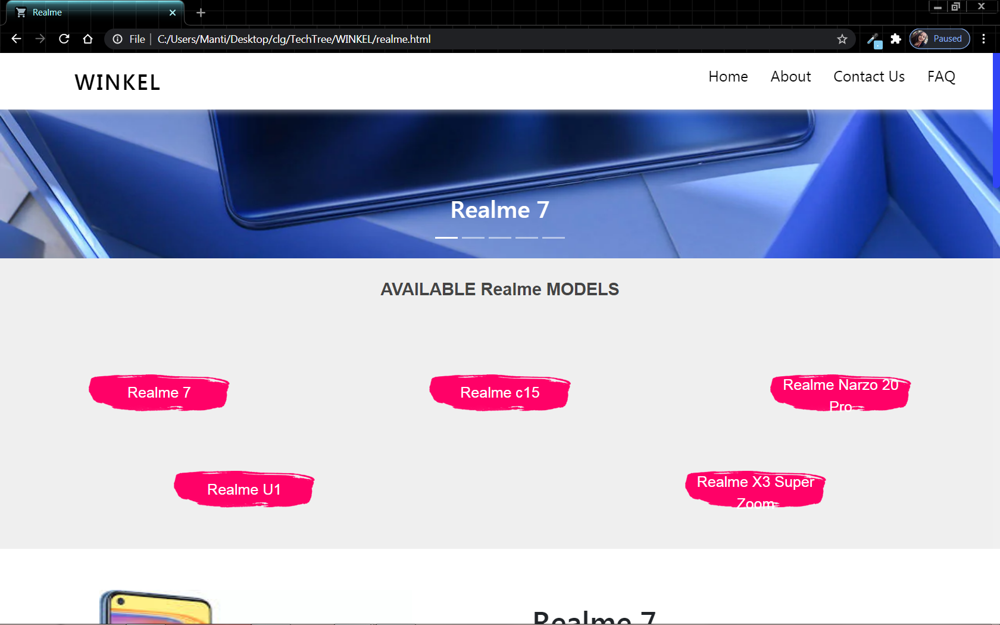 Realme
File
C:/Users/Manti/Desktop/clg/TechTree/WINKEL/realme.html
Paused
WINKEL
Home
About
Contact Us
FAQ
Realme 7
AVAILABLE Realme MODELS
Realme 7
Realme c15
Realme Narzo 20
Pro
Realme U1
Realme X3 Super
Zoom
Realme 7